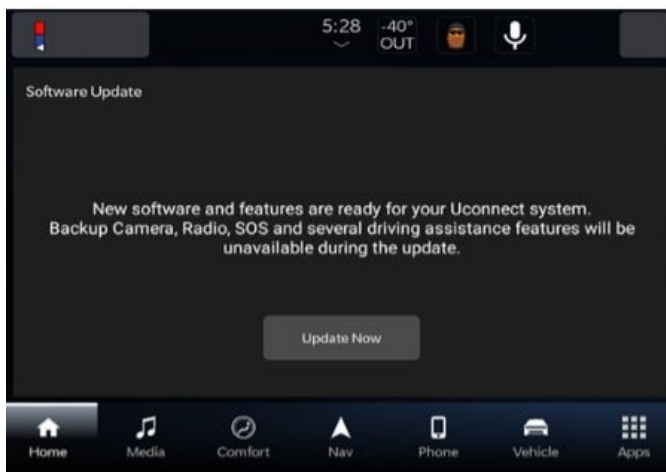 5:28
-40°
OUT
Software Update
New software and features are ready for your Uconnect system.
Backup Camera, Radio, SOS and several driving assistance features will be
unavailable during the update.
Update Now
Home
Media
Comfort
Nav
Phone
Vehicle
Apps